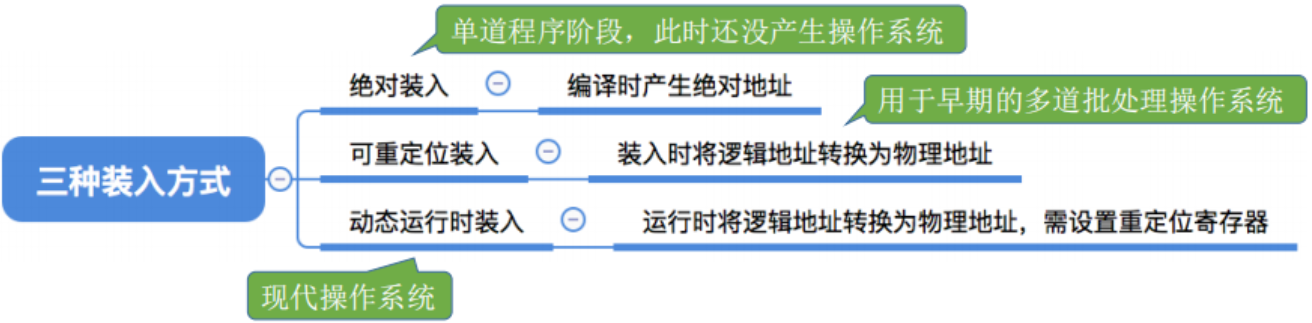 单道程序阶段，此时还没产生操作系统
绝对装入
编译时产生绝对地址
用于早期的多道批处理操作系统
三种装入方式
可重定位装入
装入时将逻辑地址转换为物理地址
动态运行时装入
运行时将逻辑地址转换为物理地址，需设置重定位寄存器
现代操作系统